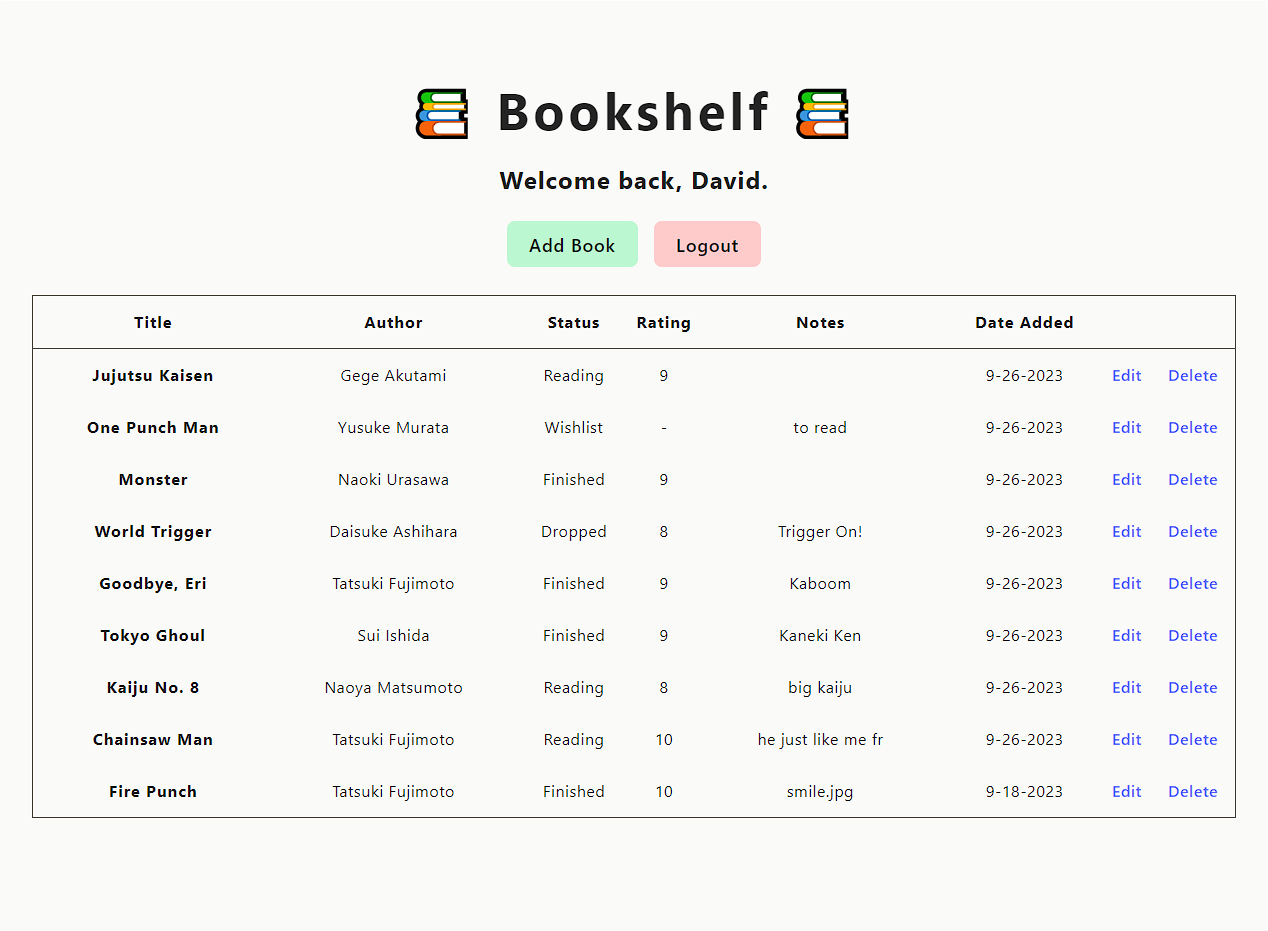 Bookshelf
Welcome back, David.
Add Book Logout
Title Author Status Rating Notes Date Added
Jujutsu Kaisen Gege Akutami Reading 9 9-26-2023 Edit Delete
One Punch Man Yusuke Murata Wishlist - to read 9-26-2023 Edit Delete
Monster Naoki Urasawa Finished 9 9-26-2023 Edit Delete
World Trigger Daisuke Ashihara Dropped 8 Trigger On! 9-26-2023 Edit Delete
Goodbye, Eri Tatsuki Fujimoto Finished 9 Kaboom 9-26-2023 Edit Delete
Tokyo Ghoul Sui Ishida Finished 9 Kaneki Ken 9-26-2023 Edit Delete
Kaiju No. 8 Naoya Matsumoto Reading 8 big kaiju 9-26-2023 Edit Delete
Chainsaw Man Tatsuki Fujimoto Reading 10 he just like me fr 9-26-2023 Edit Delete
Fire Punch Tatsuki Fujimoto Finished 10 smile.jpg 9-18-2023 Edit Delete